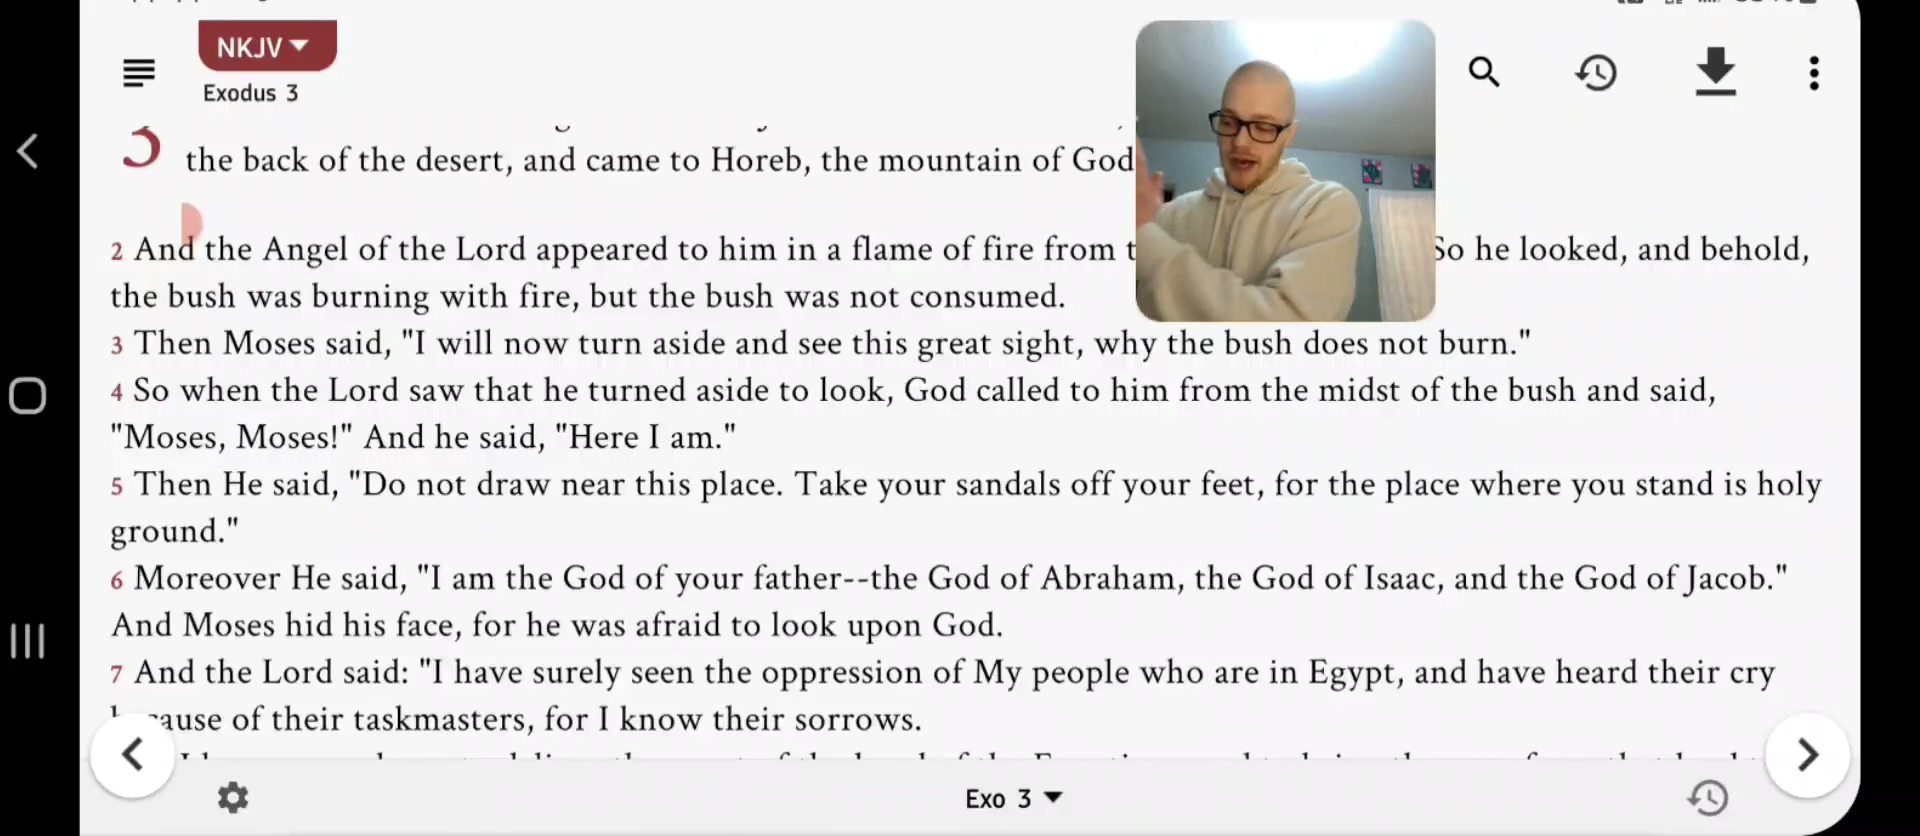 NKJV
Exodus 3
3 the back of the desert, and came to Horeb, the mountain of God
2 And the Angel of the Lord appeared to him in a flame of fire from So he looked, and behold,
the bush was burning with fire, but the bush was not consumed.
3 Then Moses said, "I will now turn aside and see this great sight, why the bush does not burn."
4 So when the Lord saw that he turned aside to look, God called to him from the midst of the bush and said,
"Moses, Moses!" And he said, "Here I am."
5 Then He said, "Do not draw near this place. Take your sandals off your feet, for the place where you stand is holy
ground."
6 Moreover He said, "I am the God of your father--the God of Abraham, the God of Isaac, and the God of Jacob."
And Moses hid his face, for he was afraid to look upon God.
7 And the Lord said: "I have surely seen the oppression of My people who are in Egypt, and have heard their cry
of their taskmasters, for I know their sorrows.
Exo 3